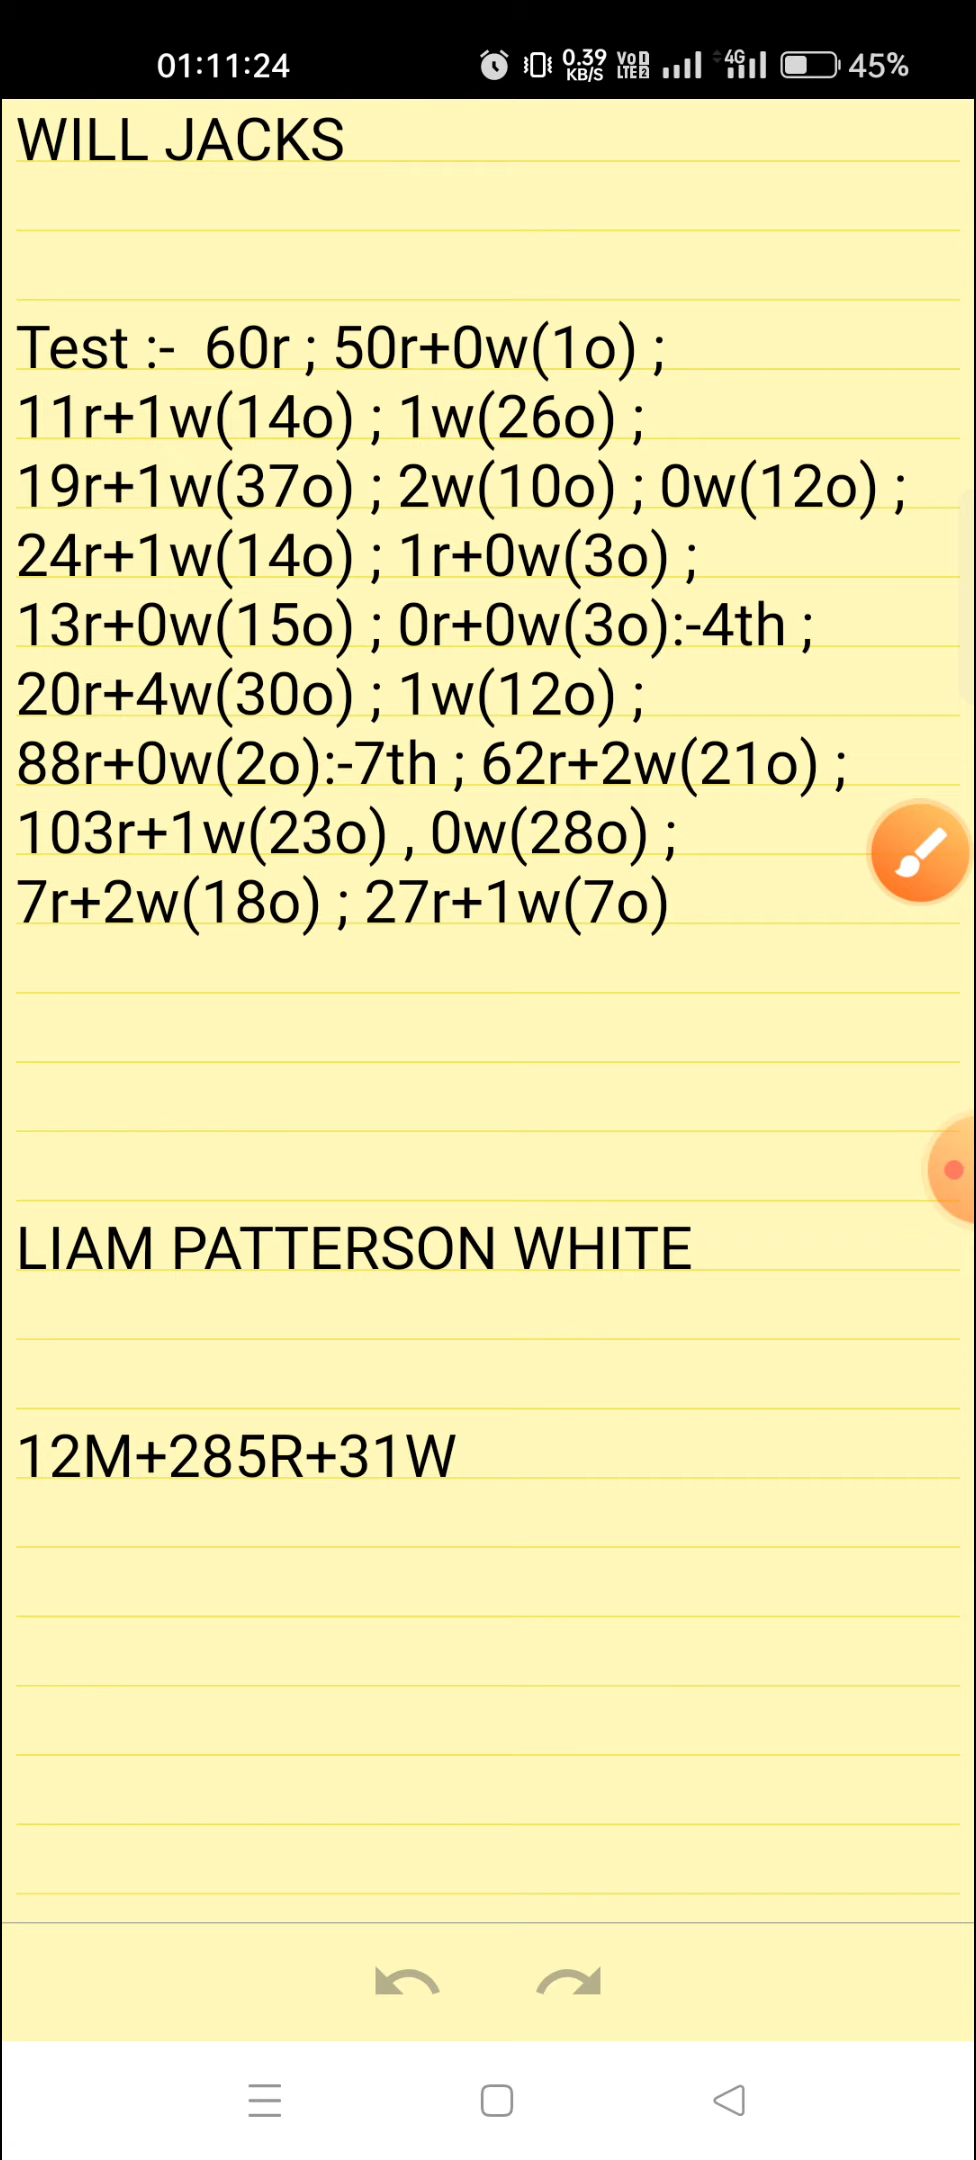 01:11:24 0.39 KB/S VoD LTE 2 4G 45%
WILL JACKS
Test :-  60r ; 50r+0w(1o) ;
11r+1w(14o) ; 1w(26o) ;
19r+1w(37o) ; 2w(10o) ; 0w(12o) ;
24r+1w(14o) ; 1r+0w(3o) ;
13r+0w(15o) ; 0r+0w(3o):-4th ;
20r+4w(30o) ; 1w(12o) ;
88r+0w(2o):-7th ; 62r+2w(21o) ;
103r+1w(23o) , 0w(28o) ;
7r+2w(18o) ; 27r+1w(7o)
LIAM PATTERSON WHITE
12M+285R+31W